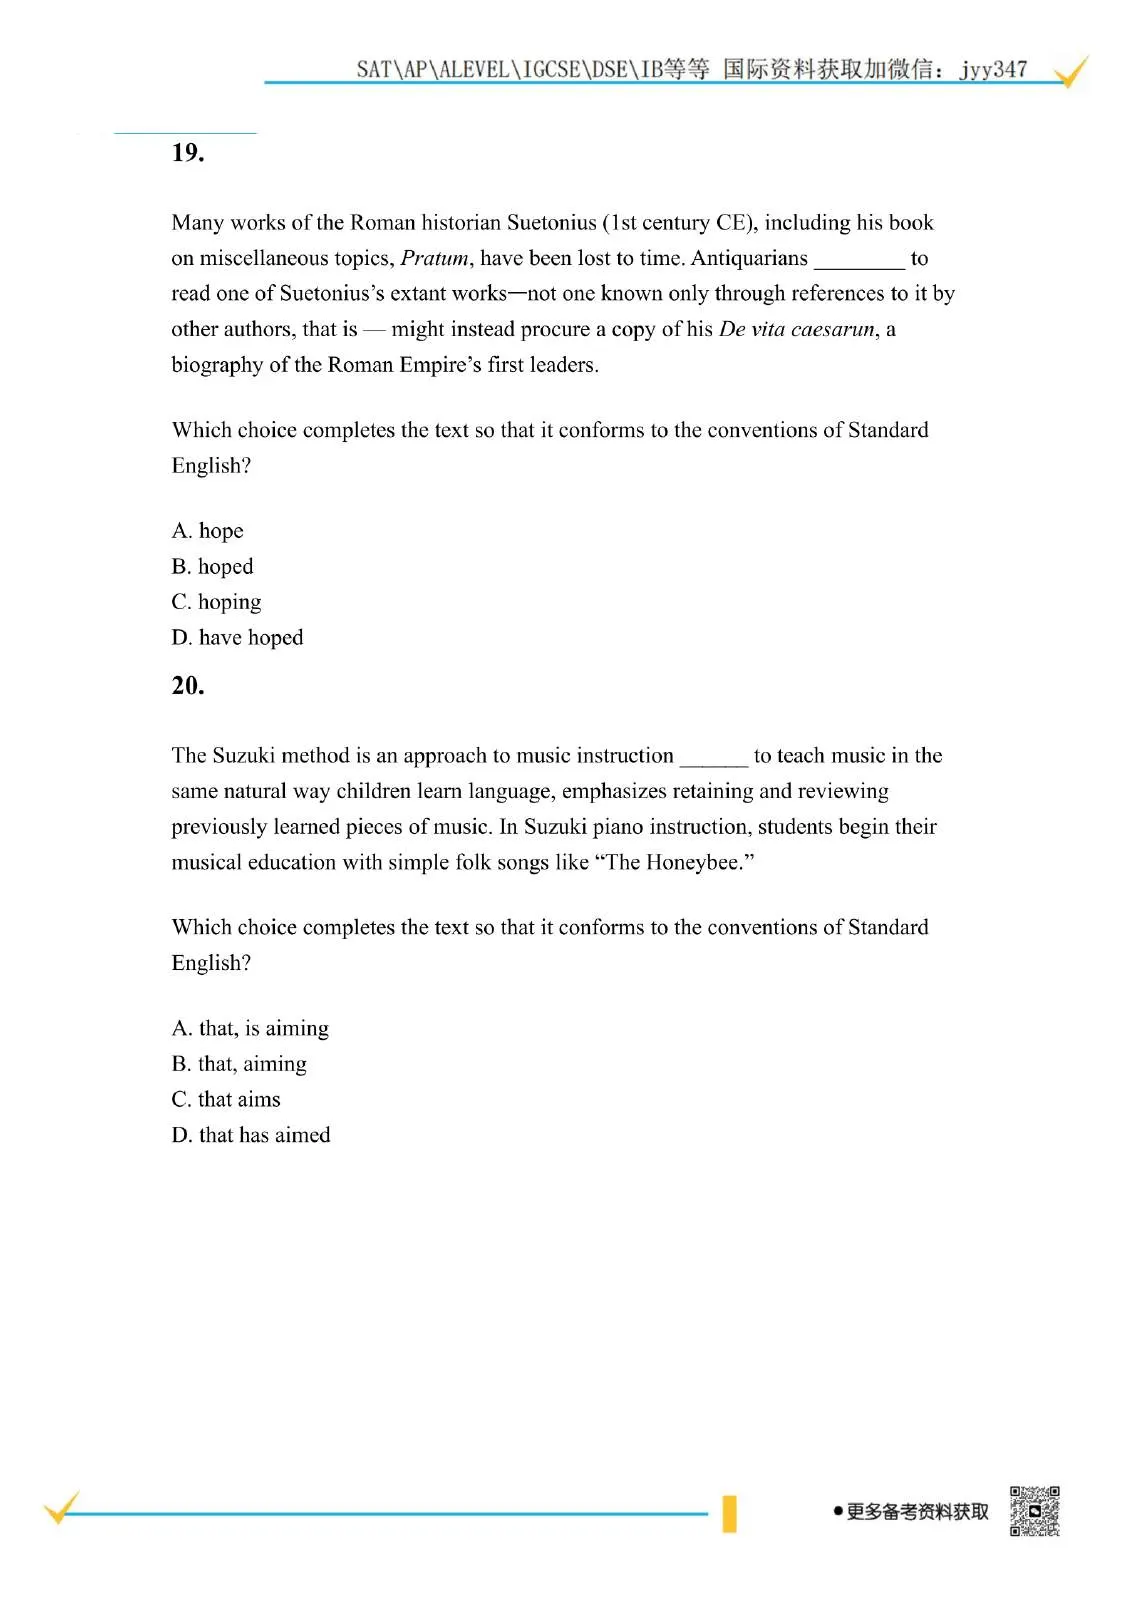 SAT\AP\ALEVEL\IGCSE\DSE\IB等等 国际资料获取加微信：jyy347
19.
Many works of the Roman historian Suetonius (1st century CE), including his book
on miscellaneous topics, Pratum, have been lost to time. Antiquarians ________ to
read one of Suetonius’s extant works—not one known only through references to it by
other authors, that is — might instead procure a copy of his De vita caesarun, a
biography of the Roman Empire’s first leaders.
Which choice completes the text so that it conforms to the conventions of Standard
English?
A. hope
B. hoped
C. hoping
D. have hoped
20.
The Suzuki method is an approach to music instruction ______ to teach music in the
same natural way children learn language, emphasizes retaining and reviewing
previously learned pieces of music. In Suzuki piano instruction, students begin their
musical education with simple folk songs like “The Honeybee.”
Which choice completes the text so that it conforms to the conventions of Standard
English?
A. that, is aiming
B. that, aiming
C. that aims
D. that has aimed
●更多备考资料获取